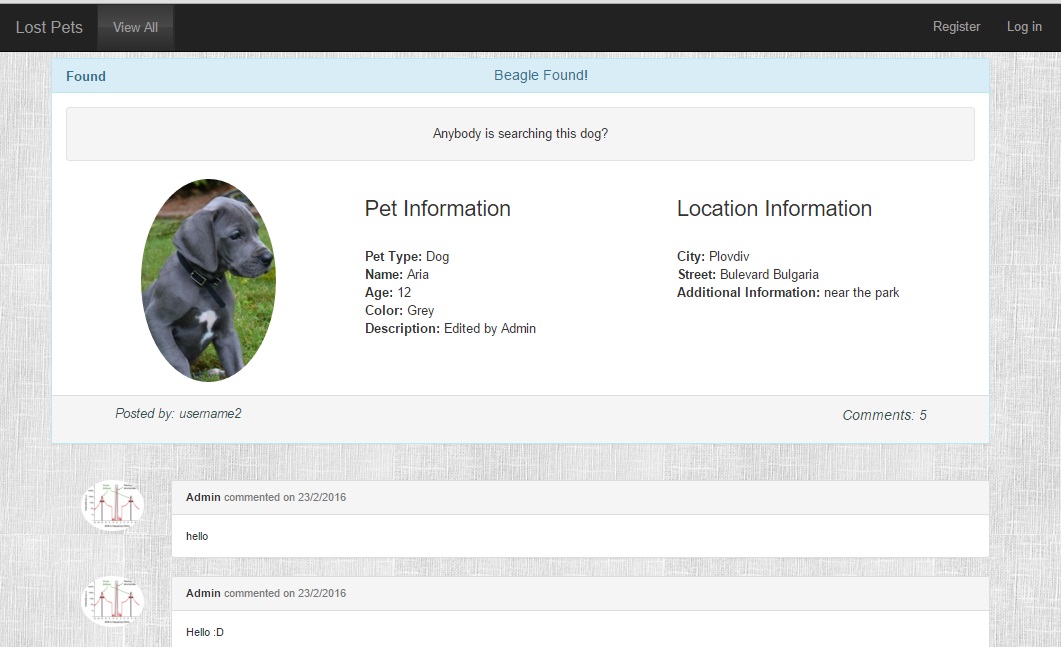 Lost Pets View All Register Log in
Found Beagle Found!
Anybody is searching this dog?
Pet Information
Pet Type: Dog
Name: Aria
Age: 12
Color: Grey
Description: Edited by Admin
Location Information
City: Plovdiv
Street: Bulevard Bulgaria
Additional Information: near the park
Posted by: username2 Comments: 5
Admin commented on 23/2/2016
hello
Admin commented on 23/2/2016
Hello :D